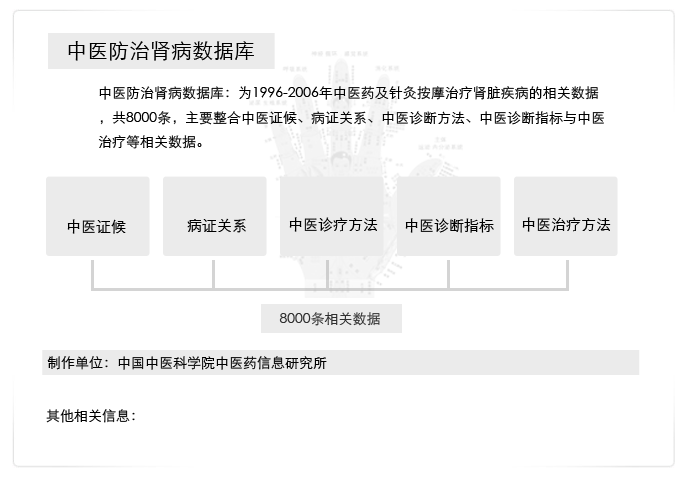 中医防治肾病数据库
中医防治肾病数据库：为1996-2006年中医药及针灸按摩治疗肾脏疾病的相关数据
，共8000条，主要整合中医证候、病证关系、中医诊断方法、中医诊断指标与中医
治疗等相关数据。
中医证候
病证关系
中医诊疗方法
中医诊断指标
中医治疗方法
8000条相关数据
制作单位：中国中医科学院中医药信息研究所
其他相关信息：